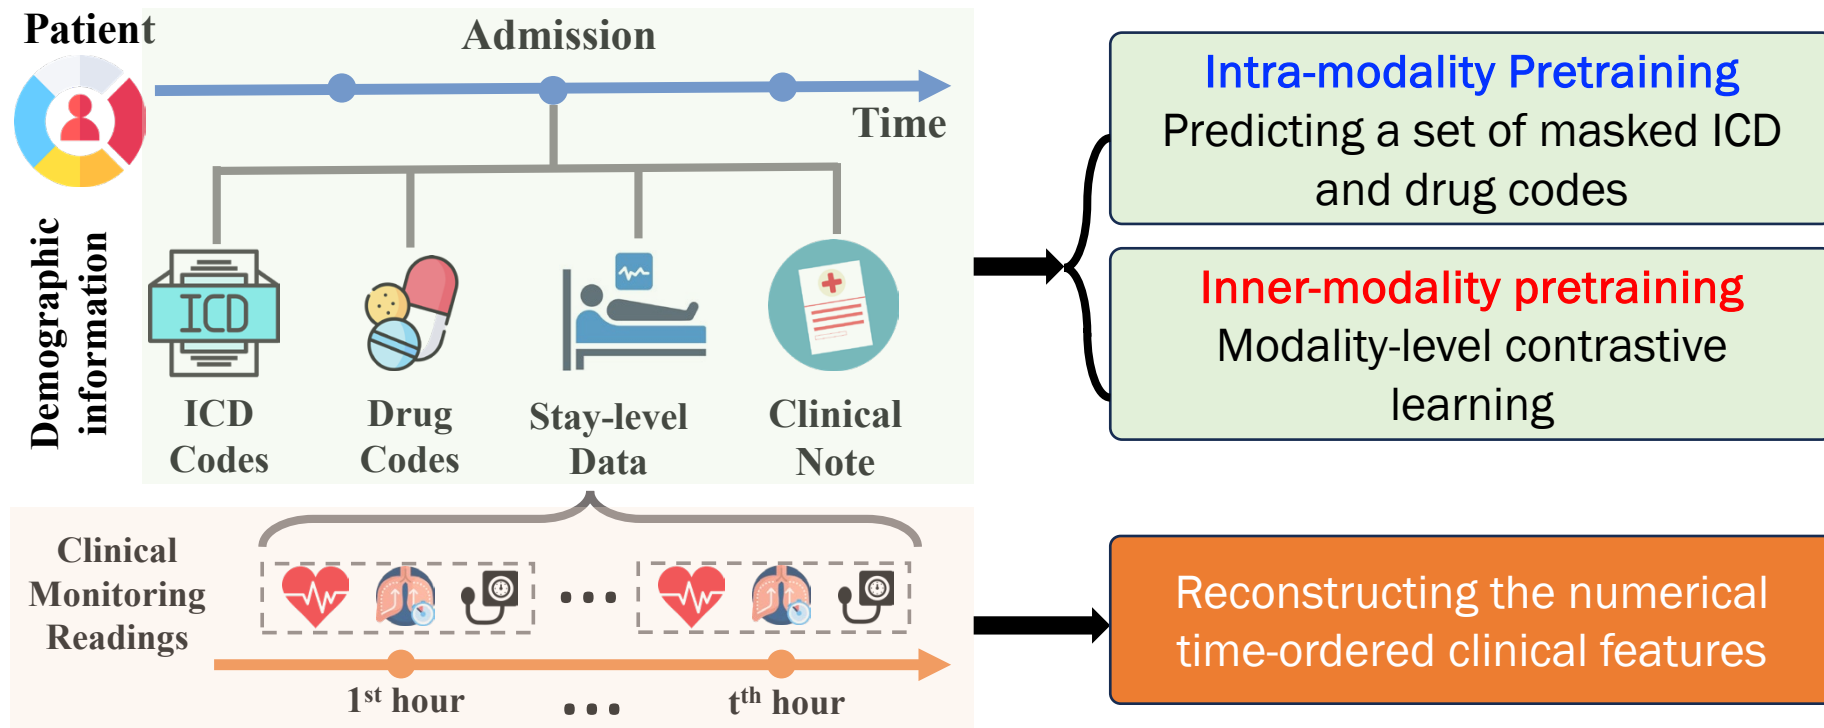 Patient
Admission
Time
Demographic
information
ICD
ICD
Codes
Drug
Codes
Stay-level
Data
Clinical
Note
Clinical
Monitoring
Readings
...
1st hour
...
tth hour
Intra-modality Pretraining
Predicting a set of masked ICD
and drug codes
Inner-modality pretraining
Modality-level contrastive
learning
Reconstructing the numerical
time-ordered clinical features